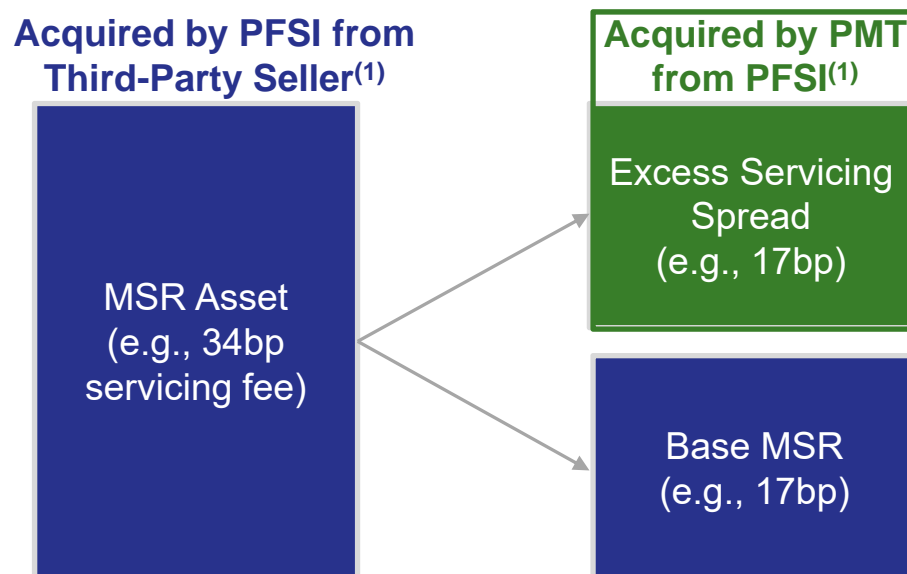 Acquired by PFSI from
Third-Party Seller(1)
MSR Asset
(e.g., 34bp
servicing fee)
Acquired by PMT
from PFSI(1)
Excess Servicing
Spread
(e.g., 17bp)
Base MSR
(e.g., 17bp)